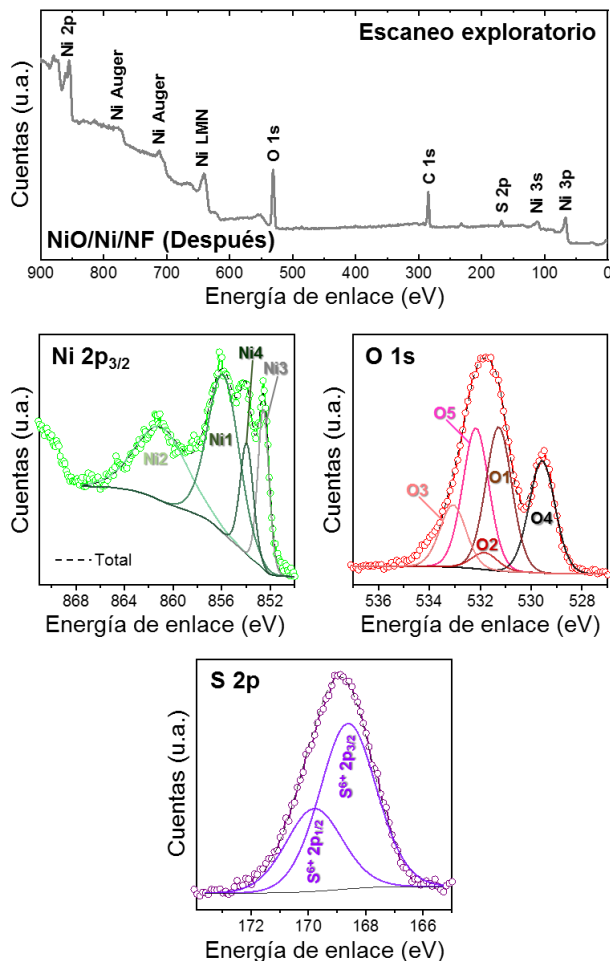 Escaneo exploratorio
Cuentas (u.a.)
Ni 2p
Ni Auger
Ni Auger
Ni LMN
O 1s
C 1s
S 2p
Ni 3s
Ni 3p
NiO/Ni/NF (Después)
900 800 700 600 500 400 300 200 100 0
Energía de enlace (eV)
Ni 2p3/2
Cuentas (u.a.)
Ni4
Ni3
Ni1
Ni2
Total
868 864 860 856 852
Energía de enlace (eV)
O 1s
Cuentas (u.a.)
O5
O1
O3
O4
O2
536 534 532 530 528
Energía de enlace (eV)
S 2p
Cuentas (u.a.)
S6+ 2p3/2
S6+ 2p1/2
172 170 168 166
Energía de enlace (eV)